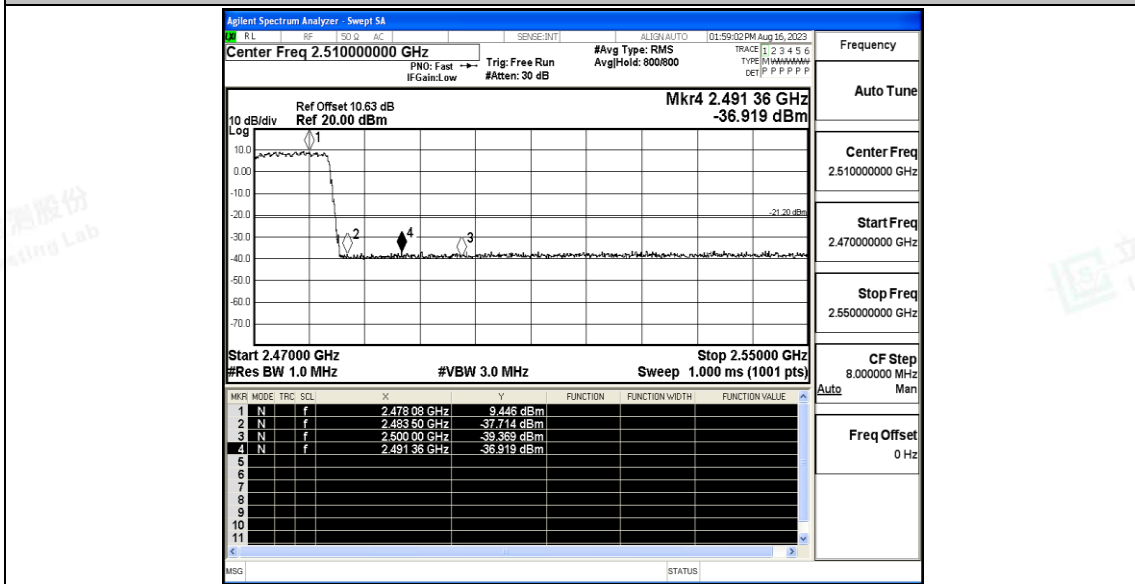 Agilent Spectrum Analyzer - Swept SA
RL RF 50 Ω AC SENSE:INT ALIGN AUTO 01:59:02 PM Aug 16, 2023
Center Freq 2.510000000 GHz
PNO: Fast
IFGain:Low
Trig: Free Run
#Atten: 30 dB
#Avg Type: RMS
Avg|Hold: 800/800
TRACE 1 2 3 4 5 6
TYPE M WWWWW
DET P P P P P P
Frequency
Auto Tune
Center Freq
2.510000000 GHz
Start Freq
2.470000000 GHz
Stop Freq
2.550000000 GHz
CF Step
8.000000 MHz
Auto Man
Freq Offset
0 Hz
Mkr4 2.491 36 GHz
-36.919 dBm
Ref Offset 10.63 dB
10 dB/div Ref 20.00 dBm
Log
10.0
0.00
-10.0
-20.0
-30.0
-40.0
-50.0
-60.0
-70.0
1
2
4
3
-21.20 dBm
Start 2.47000 GHz Stop 2.55000 GHz
#Res BW 1.0 MHz #VBW 3.0 MHz Sweep 1.000 ms (1001 pts)
MKR MODE TRC SCL X Y FUNCTION FUNCTION WIDTH FUNCTION VALUE
1 N f 2.478 08 GHz 9.446 dBm
2 N f 2.483 50 GHz -37.714 dBm
3 N f 2.500 00 GHz -39.369 dBm
4 N f 2.491 36 GHz -36.919 dBm
5
6
7
8
9
10
11
MSG STATUS
股份
Lab